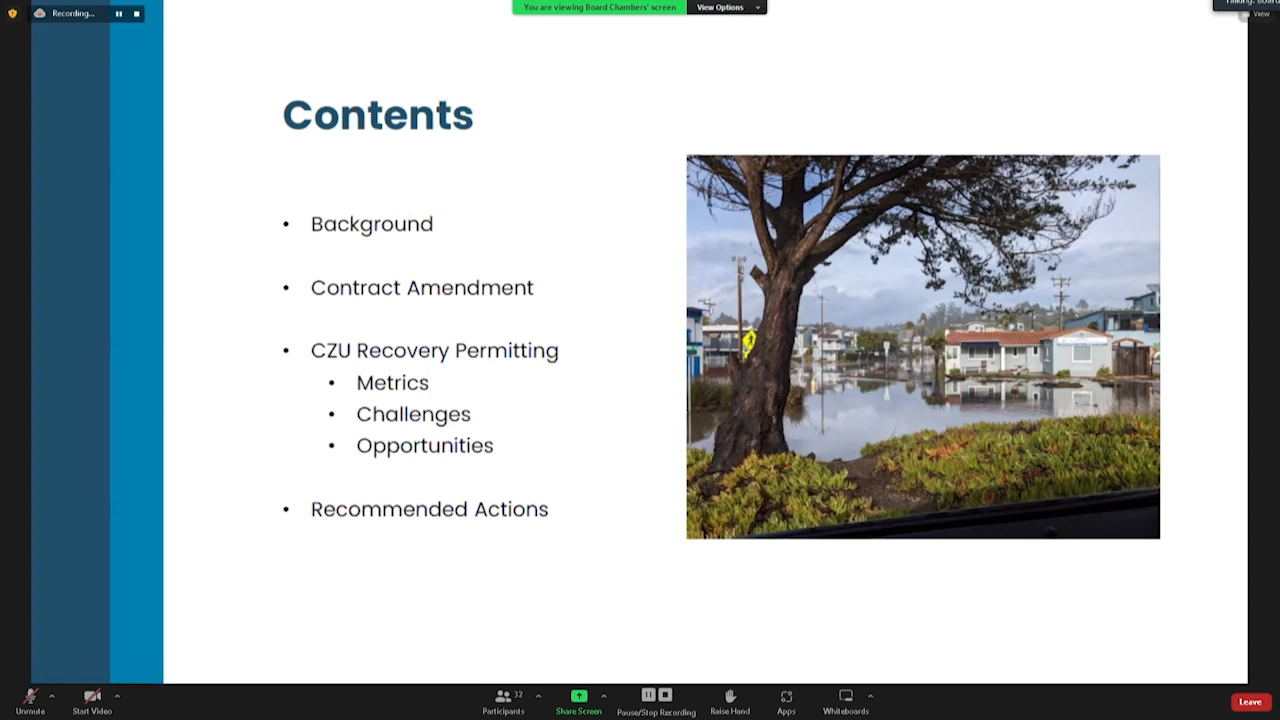 Recording...
You are viewing Board Chambers' screen
View Options
View
Contents
• Background
• Contract Amendment
• CZU Recovery Permitting
• Metrics
• Challenges
• Opportunities
• Recommended Actions
Unmute
Start Video
32
Participants
Share Screen
Pause/Stop Recording
Raise Hand
Apps
Whiteboards
Leave